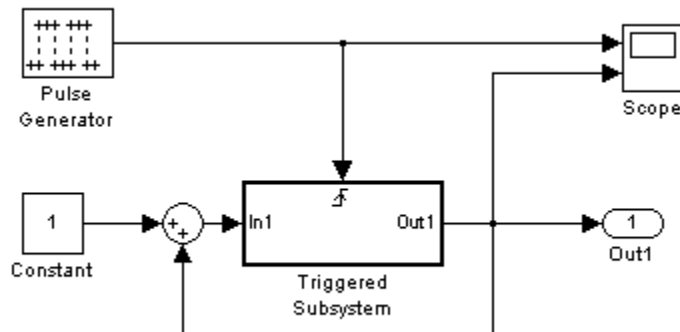 Pulse
Generator
Scope
1
Constant
+
+
In1
Out1
Triggered
Subsystem
1
Out1